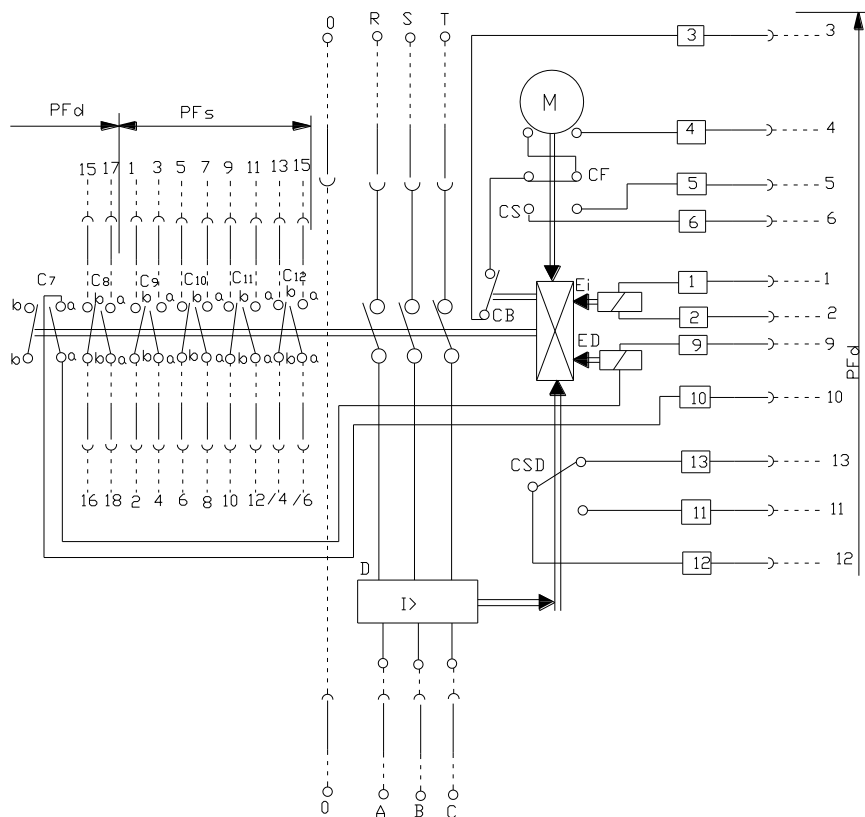 0 R S T
3 3
M
PFd PFs
4 4
15 17 1 3 5 7 9 11 13 15
CF
5 5
CS 6 6
C7 C8 C9 C10 C11 C12
Ei 1 1
b a b a b a b a b a b a
CB 2 2
ED 9 9
b a b a b a b a b a b a
PFd
10 10
CSD 13 13
16 18 2 4 6 8 10 12 /4 /6
11 11
12 12
D
I>
0 A B C